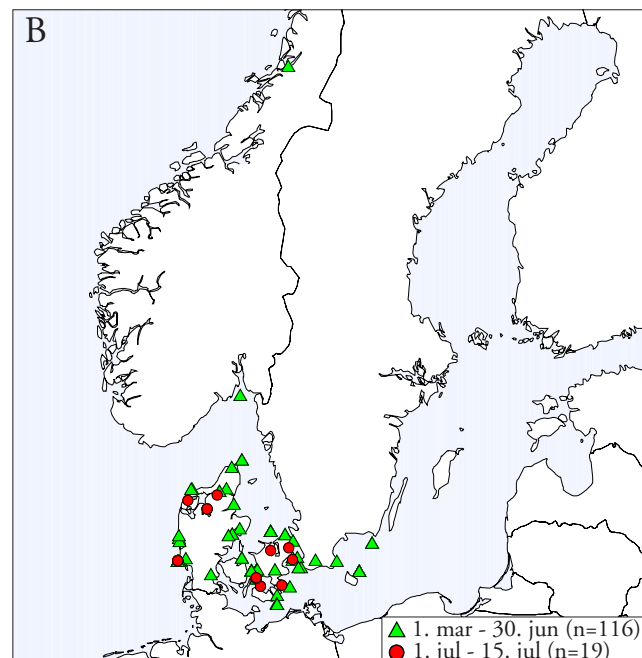 B
1. mar - 30. jun (n=116)
1. jul - 15. jul (n=19)